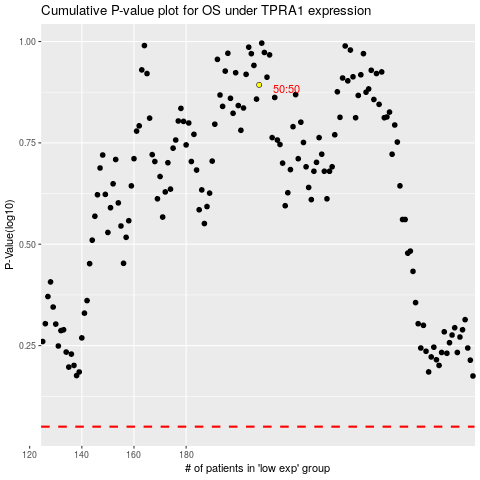 Cumulative P-value plot for OS under TPRA1 expression
P-Value(log10)
1.00
0.75
0.50
0.25
50:50
120 140 160 180
# of patients in 'low exp' group